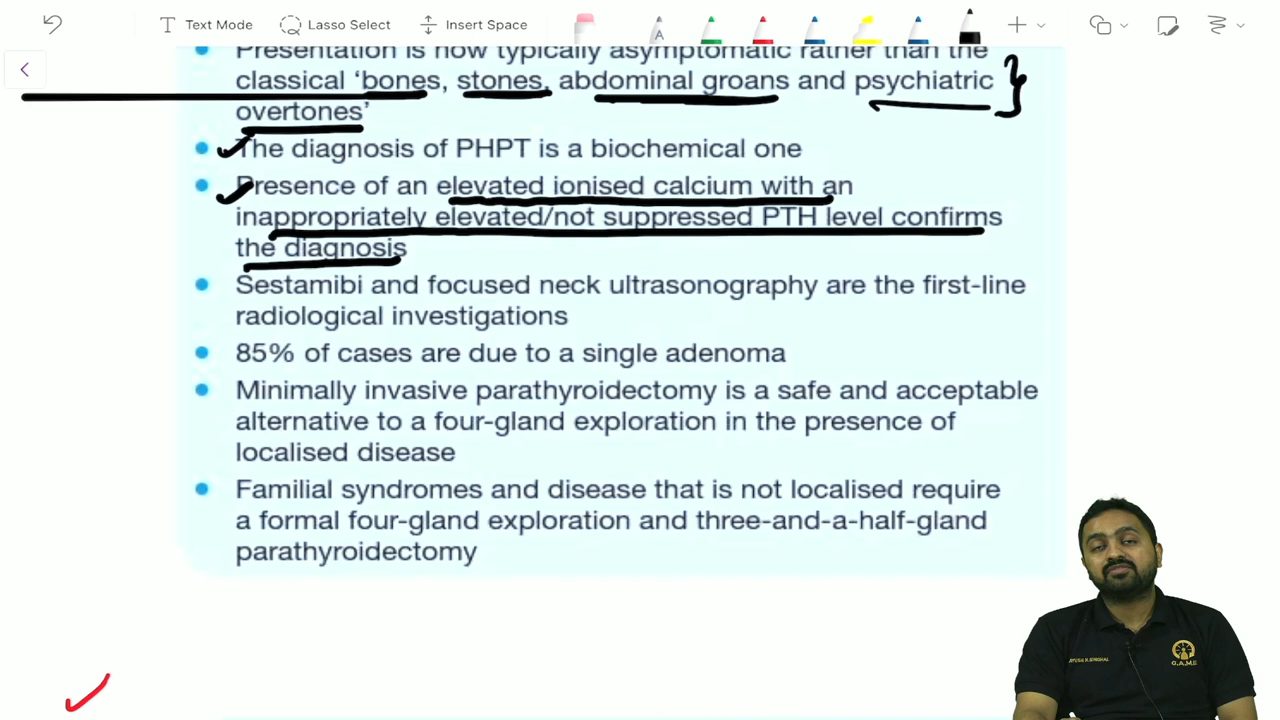 Text Mode Lasso Select Insert Space
Presentation is now typically asymptomatic rather than the
classical ‘bones, stones, abdominal groans and psychiatric
overtones’
The diagnosis of PHPT is a biochemical one
Presence of an elevated ionised calcium with an
inappropriately elevated/not suppressed PTH level confirms
the diagnosis
Sestamibi and focused neck ultrasonography are the first-line
radiological investigations
85% of cases are due to a single adenoma
Minimally invasive parathyroidectomy is a safe and acceptable
alternative to a four-gland exploration in the presence of
localised disease
Familial syndromes and disease that is not localised require
a formal four-gland exploration and three-and-a-half-gland
parathyroidectomy
G.A.M.E